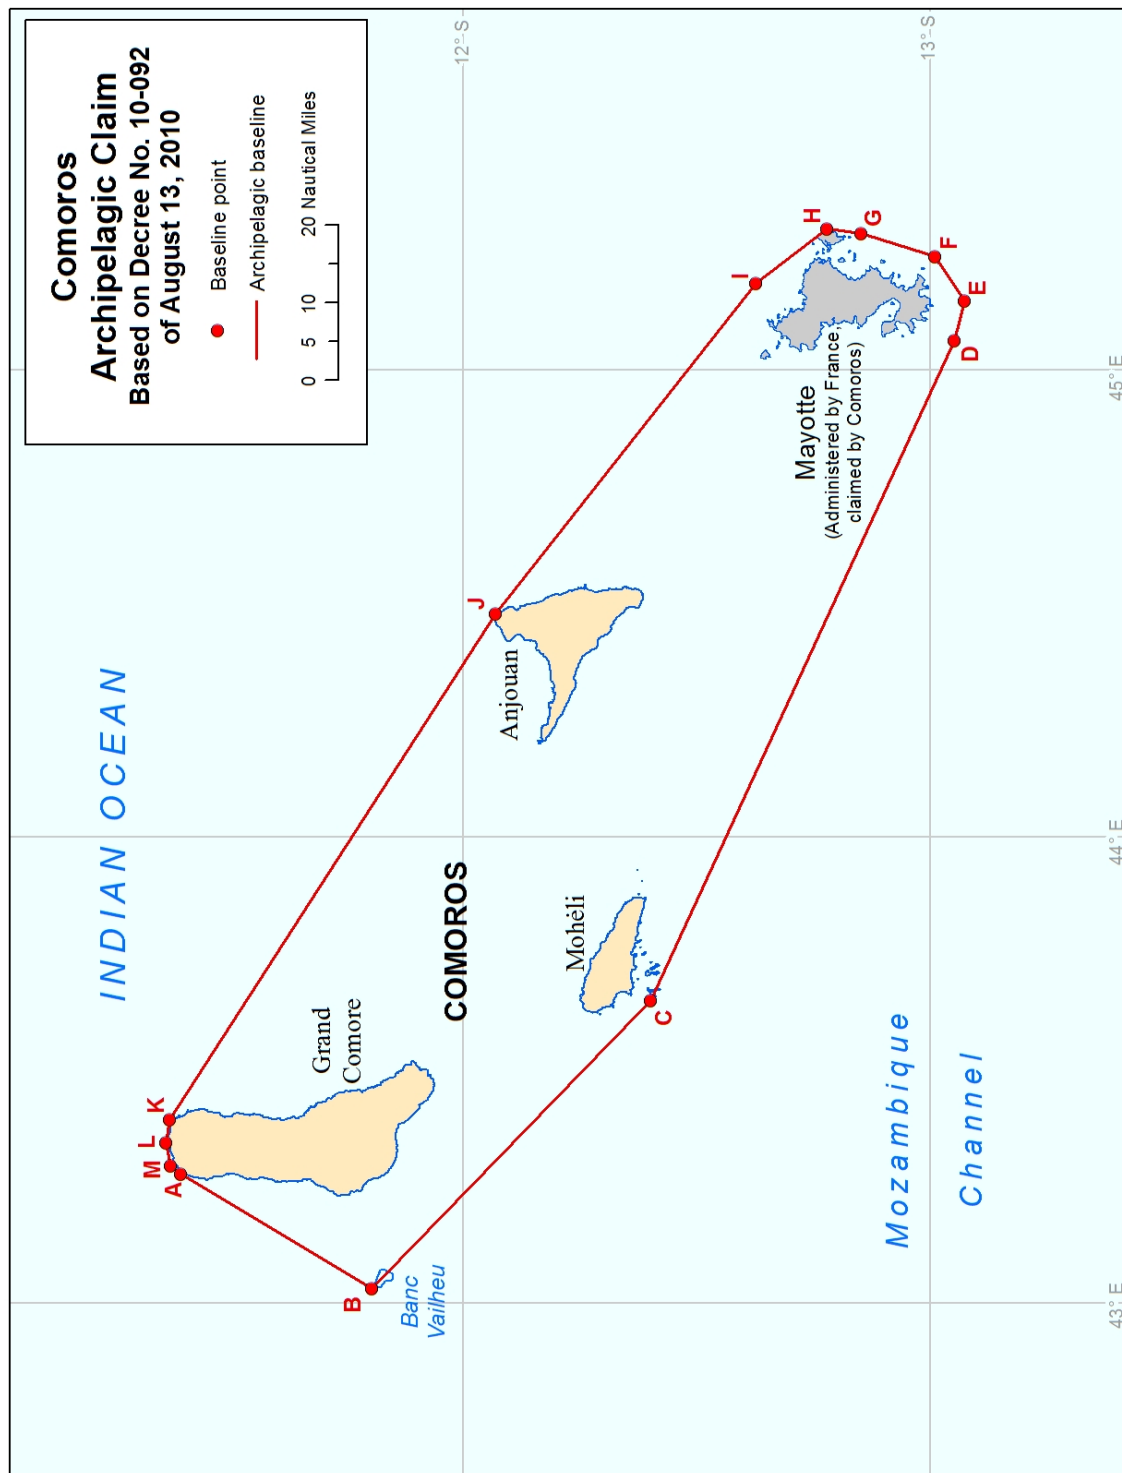 Comoros
Archipelagic Claim
Based on Decree No. 10-092
of August 13, 2010
Baseline point
Archipelagic baseline
0 5 10 20 Nautical Miles
12° S
13° S
INDIAN OCEAN
M
L
K
A
Grand
Comore
B
Banc
Vailheu
COMOROS
Mohéli
C
Anjouan
J
I
H
G
F
E
D
Mayotte
(Administered by France,
claimed by Comoros)
Mozambique
Channel
43° E
44° E
45° E